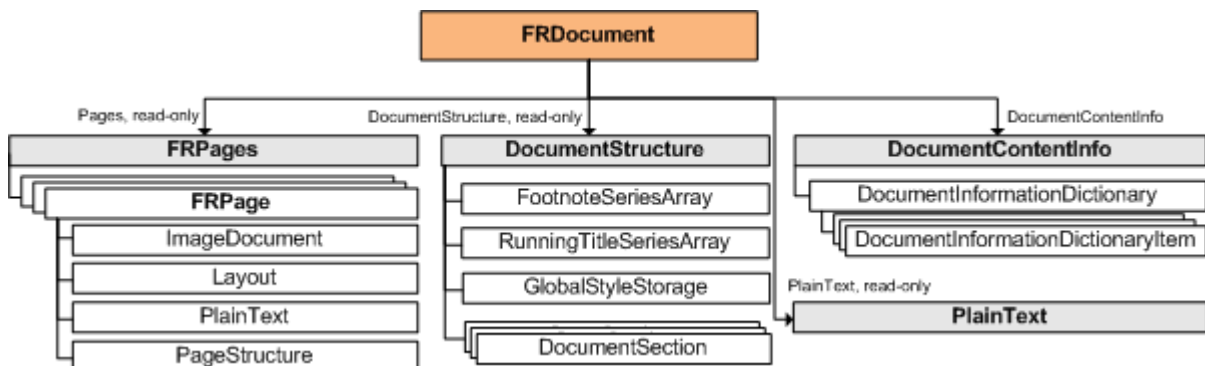 FRDocument
Pages, read-only
DocumentStructure, read-only
DocumentContentInfo
FRPages
DocumentStructure
DocumentContentInfo
FRPage
FootnoteSeriesArray
DocumentInformationDictionary
ImageDocument
RunningTitleSeriesArray
DocumentInformationDictionaryItem
Layout
GlobalStyleStorage
PlainText, read-only
PlainText
PlainText
PageStructure
DocumentSection